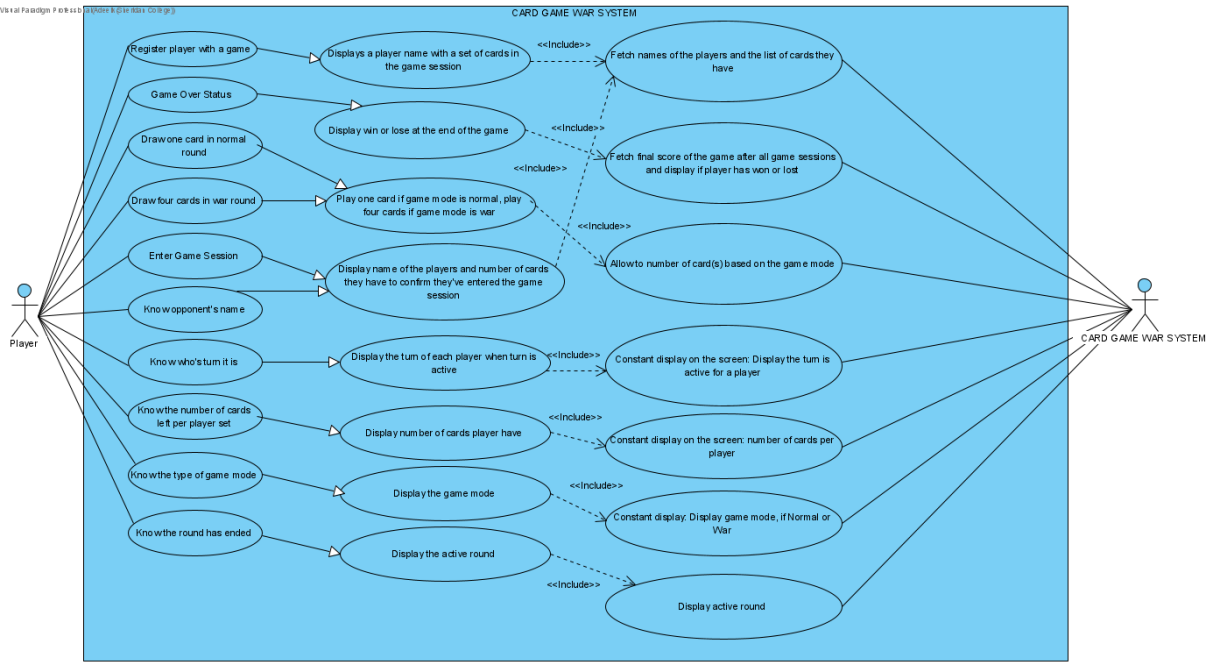 Visual Paradigm Professional(Adeel k(Sheridan College))
CARD GAME WAR SYSTEM
Register player with a game
Displays a player name with a set of cards in
the game session
<<Include>>
Fetch names of the players and the list of cards they
have
Game Over Status
Display win or lose at the end of the game
<<Include>>
Fetch final score of the game after all game sessions
and display if player has won or lost
Draw one card in normal
round
<<Include>>
Draw four cards in war round
Play one card if game mode is normal, play
four cards if game mode is war
<<Include>>
Allow to number of card(s) based on the game mode
Enter Game Session
Display name of the players and number of cards
they have to confirm they've entered the game
session
Know opponent's name
Player
CARD GAME WAR SYSTEM
Know who's turn it is
Display the turn of each player when turn is
active
<<Include>>
Constant display on the screen: Display the turn is
active for a player
Know the number of cards
left per player set
Display number of cards player have
<<Include>>
Constant display on the screen: number of cards per
player
Know the type of game mode
Display the game mode
<<Include>>
Constant display: Display game mode, if Normal or
War
Know the round has ended
Display the active round
<<Include>>
Display active round